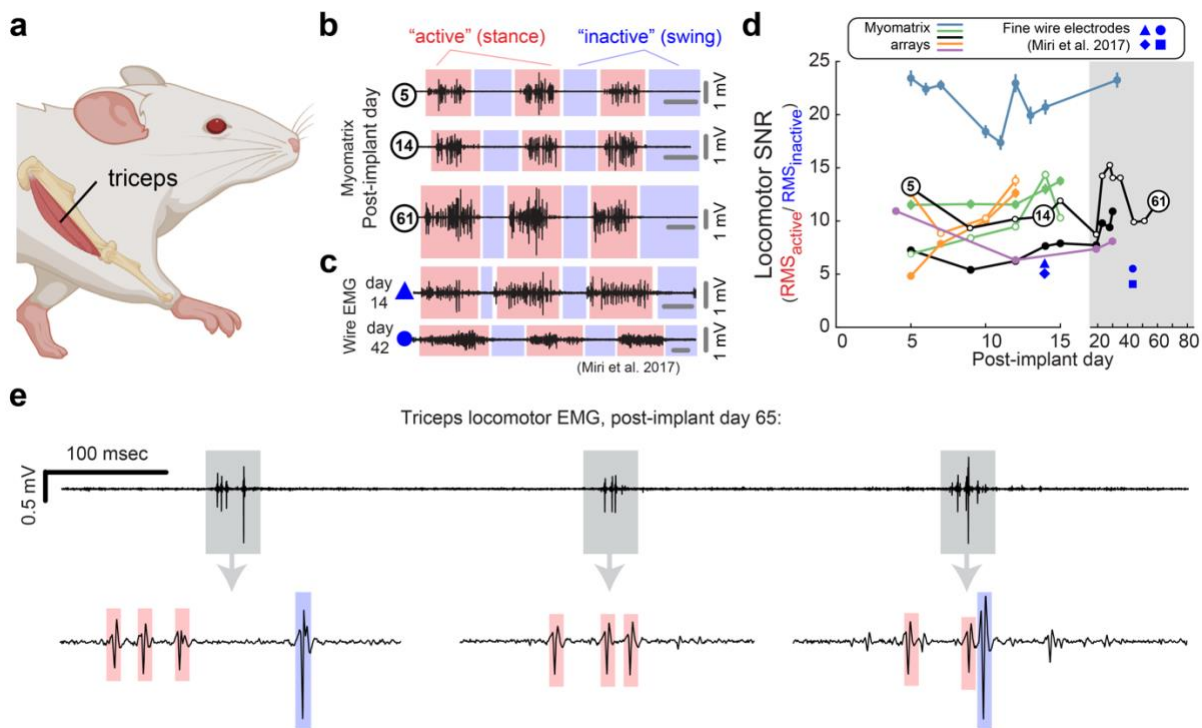 a
triceps
b
"active" (stance)
"inactive" (swing)
Myomatrix
Post-implant day
5
1 mV
14
1 mV
61
1 mV
c
Wire EMG
day
14
1 mV
day
42
1 mV
(Miri et al. 2017)
d
Myomatrix
arrays
Fine wire electrodes
(Miri et al. 2017)
Locomotor SNR
(RMSactive/ RMSinactive)
25
20
15
10
5
0
5
14
61
0 5 10 15 20 40 60 80
Post-implant day
e
Triceps locomotor EMG, post-implant day 65:
100 msec
0.5 mV